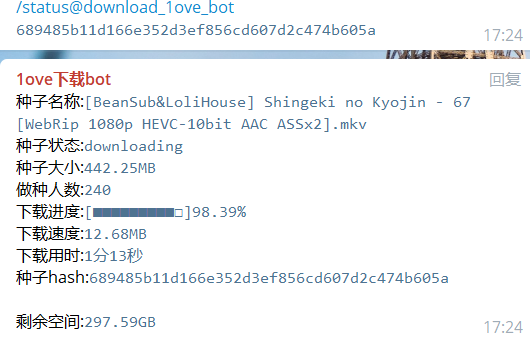 /status@download_1ove_bot
689485b11d166e352d3ef856cd607d2c474b605a
17:24
1ove下载bot
回复
种子名称:[BeanSub&LoliHouse] Shingeki no Kyojin - 67
[WebRip 1080p HEVC-10bit AAC ASSx2].mkv
种子状态:downloading
种子大小:442.25MB
做种人数:240
下载进度:[■■■■■■■■■□]98.39%
下载速度:12.68MB
下载用时:1分13秒
种子hash:689485b11d166e352d3ef856cd607d2c474b605a
剩余空间:297.59GB
17:24